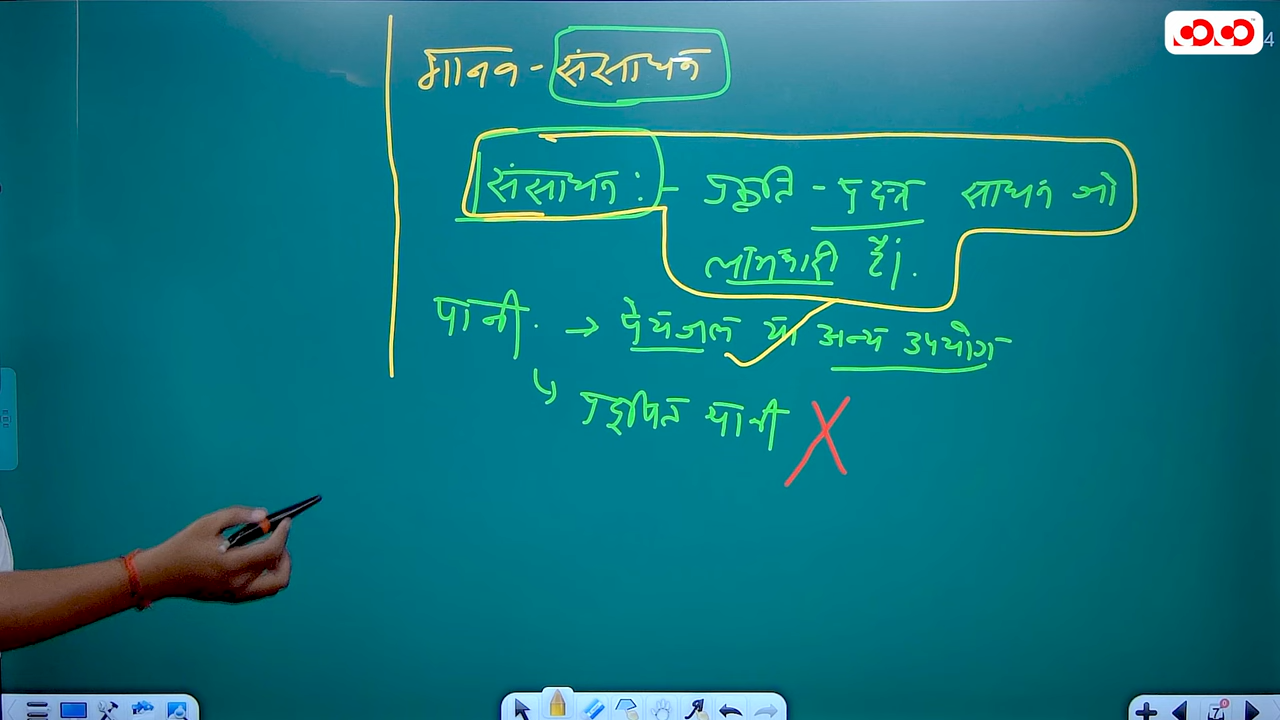 मानव - संसाधन
संसाधन :- प्रकृति - प्रदत्त साधन जो
लाभकारी हैं।
पानी. → पेयजल या अन्य उपयोग
↳ प्रदूषित पानी X